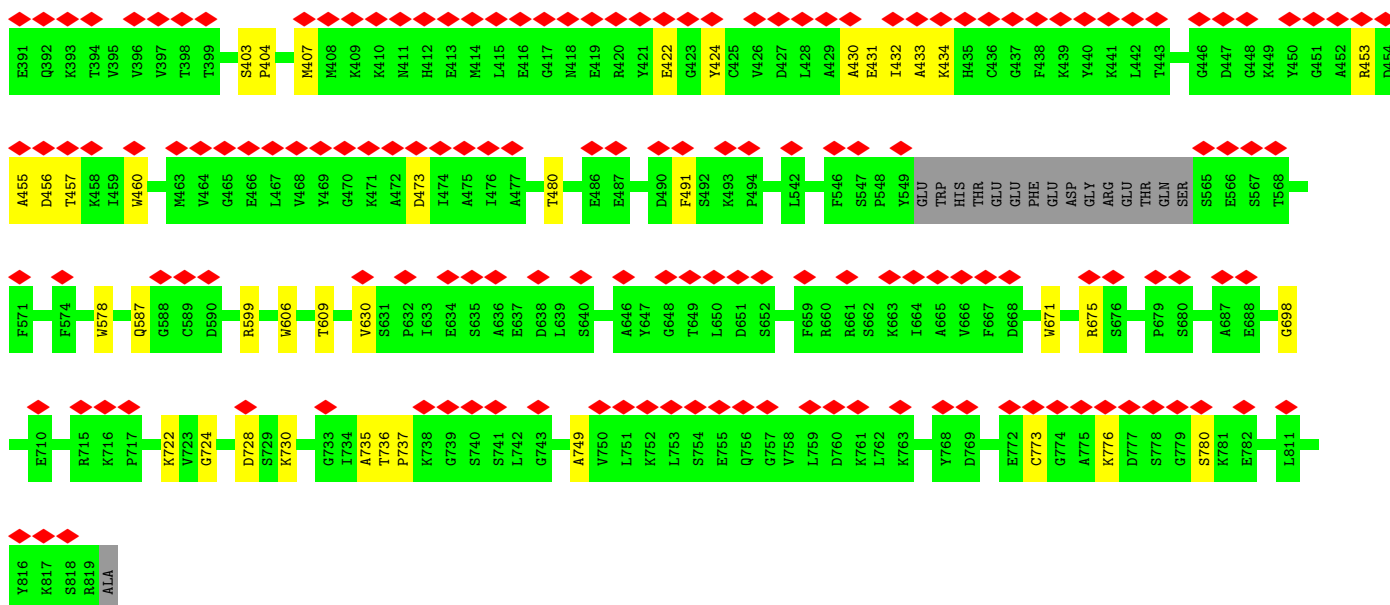 E391 Q392 K393 T394 V395 V396 V397 T398 T399 S403 P404 M407 M408 K409 K410 N411 H412 E413 M414 L415 E416 G417 N418 E419 R420 Y421 E422 G423 Y424 C425 V426 D427 L428 A429 A430 E431 I432 A433 K434 H435 C436 G437 F438 K439 Y440 K441 L442 T443 G446 D447 G448 K449 Y450 G451 A452 R453 D454
A455 D456 T457 K458 I459 W460 M463 V464 G465 E466 L467 V468 Y469 G470 K471 A472 D473 I474 A475 I476 A477 T480 E486 E487 D490 F491 S492 K493 P494 L542 F546 S547 P548 Y549 GLU TRP HIS THR GLU GLU PHE GLU ASP GLY ARG GLU THR GLN SER S565 E566 S567 T568
F571 F574 W578 Q587 G588 C589 D590 R599 W606 T609 V630 S631 P632 I633 E634 S635 A636 E637 D638 L639 S640 A646 Y647 G648 T649 L650 D651 S652 F659 R660 R661 S662 K663 I664 A665 V666 F667 D668 W671 R675 S676 P679 S680 A687 E688 G698
E710 R715 K716 P717 K722 V723 G724 D728 S729 K730 G733 I734 A735 T736 P737 K738 G739 S740 S741 L742 G743 A749 V750 L751 K752 L753 S754 E755 Q756 G757 V758 L759 D760 K761 L762 K763 Y768 D769 E772 C773 G774 A775 K776 D777 S778 G779 S780 K781 E782 L811
Y816 K817 S818 R819 ALA